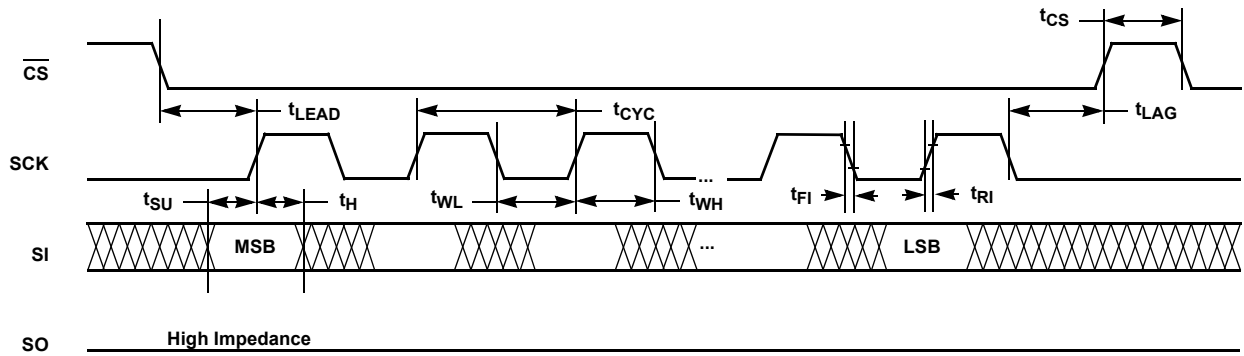 tCS
CS
tLEAD
tCYC
tLAG
SCK
...
tSU
tH
tWL
tWH
tFI
tRI
SI
MSB
...
LSB
SO
High Impedance